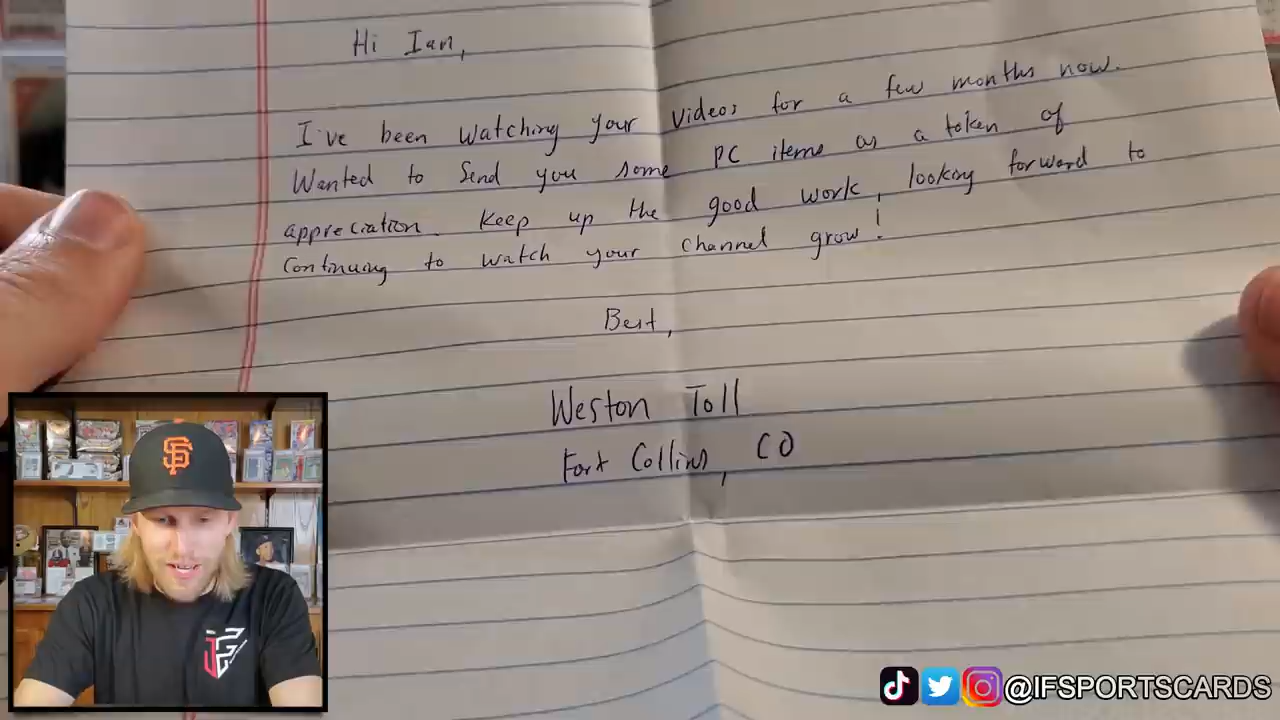 Hi Ian,
I've been watching your videos for a few months now.
Wanted to send you some PC items as a token of
appreciation. Keep up the good work, looking forward to
continuing to watch your channel grow!
Best,
Weston Toll
Fort Collins, CO
SF
@IFSPORTSCARDS